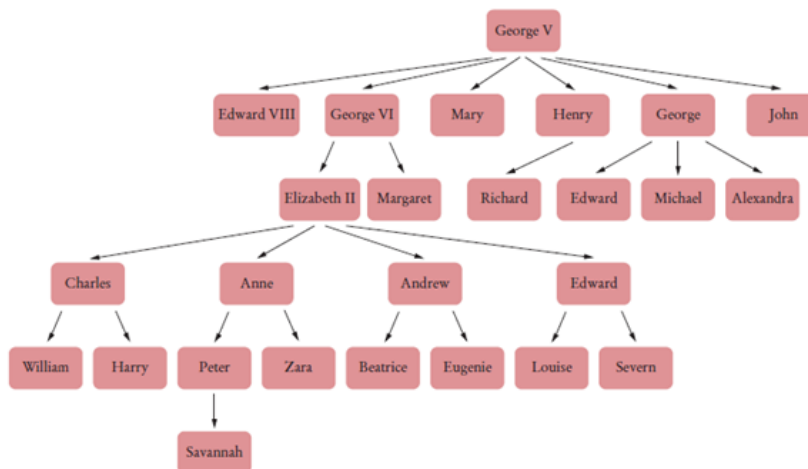 George V
Edward VIII George VI Mary Henry George John
Elizabeth II Margaret Richard Edward Michael Alexandra
Charles Anne Andrew Edward
William Harry Peter Zara Beatrice Eugenie Louise Severn
Savannah